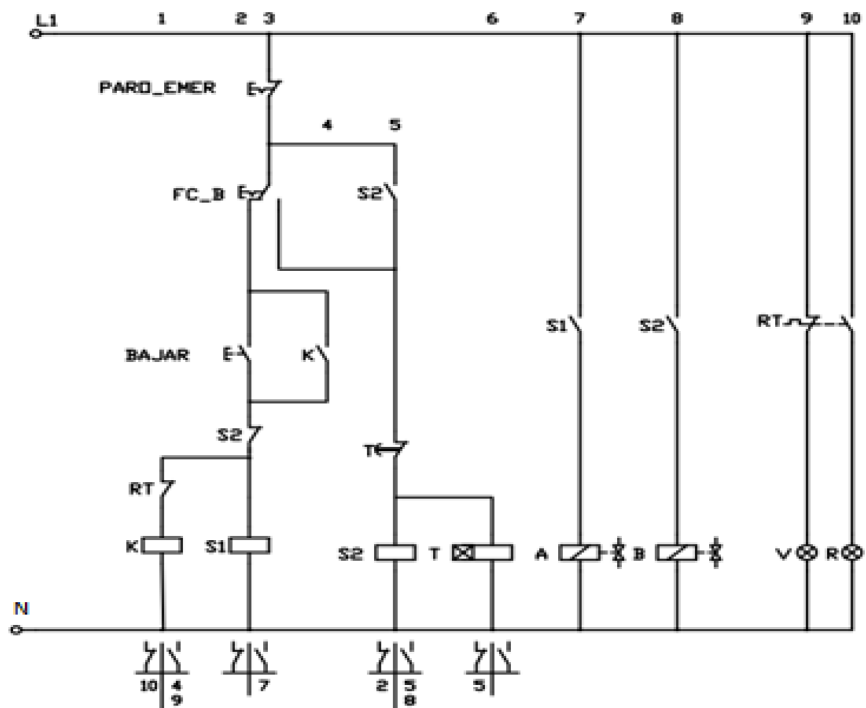 L1 1 2 3 6 7 8 9 10
PARO_EMER
4 5
FC_B S2
S1 S2 RT
BAJAR K
S2
T
RT
K S1 S2 T A B V R
N
10 4 7 2 5 5
9 8